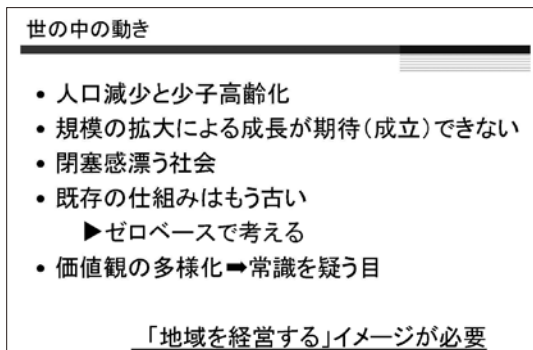 世の中の動き
• 人口減少と少子高齢化
• 規模の拡大による成長が期待(成立)できない
• 閉塞感漂う社会
• 既存の仕組みはもう古い
▶ゼロベースで考える
• 価値観の多様化➡常識を疑う目
「地域を経営する」イメージが必要